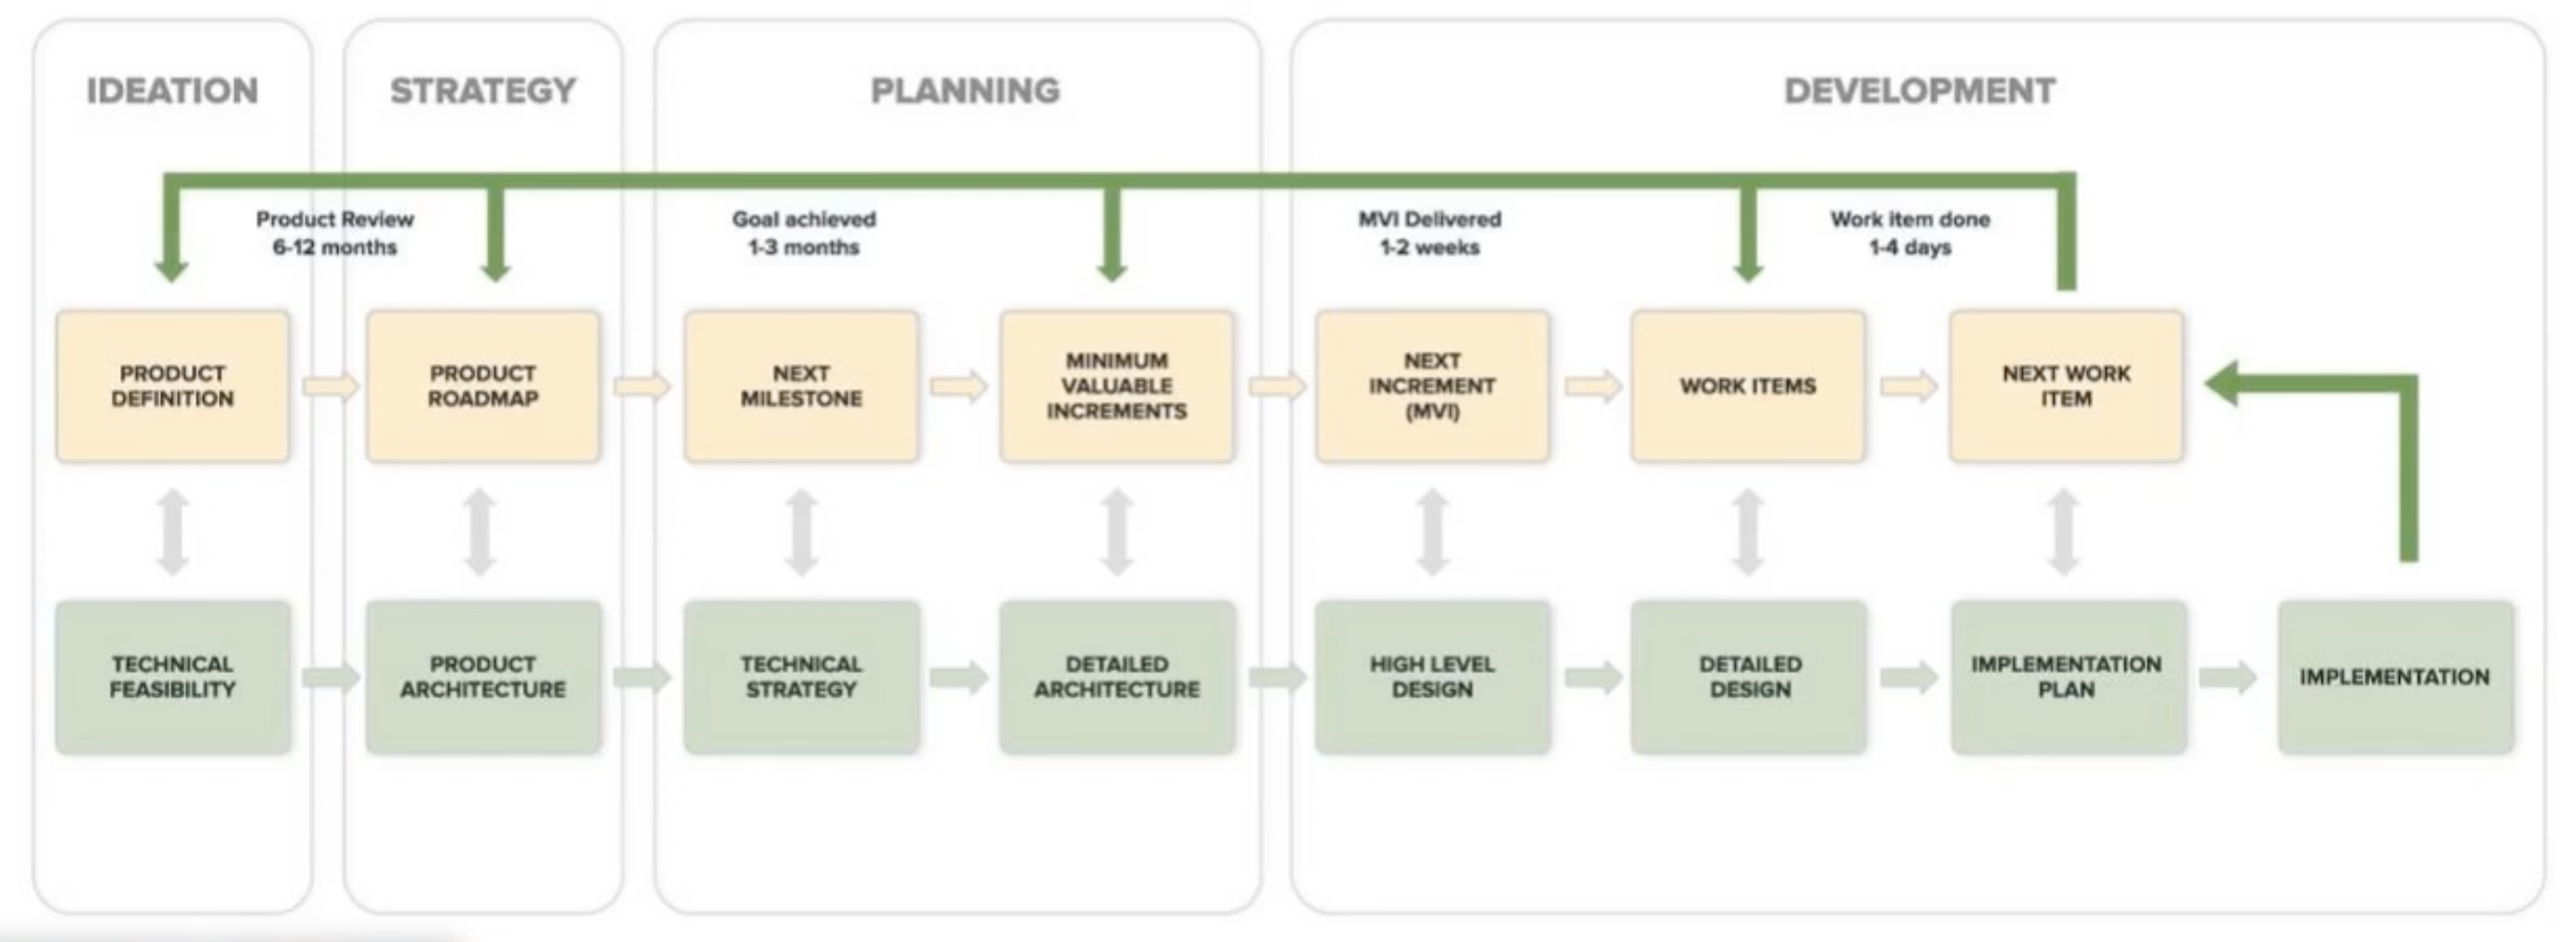 IDEATION
STRATEGY
PLANNING
DEVELOPMENT
Product Review
6-12 months
Goal achieved
1-3 months
MVI Delivered
1-2 weeks
Work item done
1-4 days
PRODUCT
DEFINITION
PRODUCT
ROADMAP
NEXT
MILESTONE
MINIMUM
VALUABLE
INCREMENTS
NEXT
INCREMENT
(MVI)
WORK ITEMS
NEXT WORK
ITEM
TECHNICAL
FEASIBILITY
PRODUCT
ARCHITECTURE
TECHNICAL
STRATEGY
DETAILED
ARCHITECTURE
HIGH LEVEL
DESIGN
DETAILED
DESIGN
IMPLEMENTATION
PLAN
IMPLEMENTATION